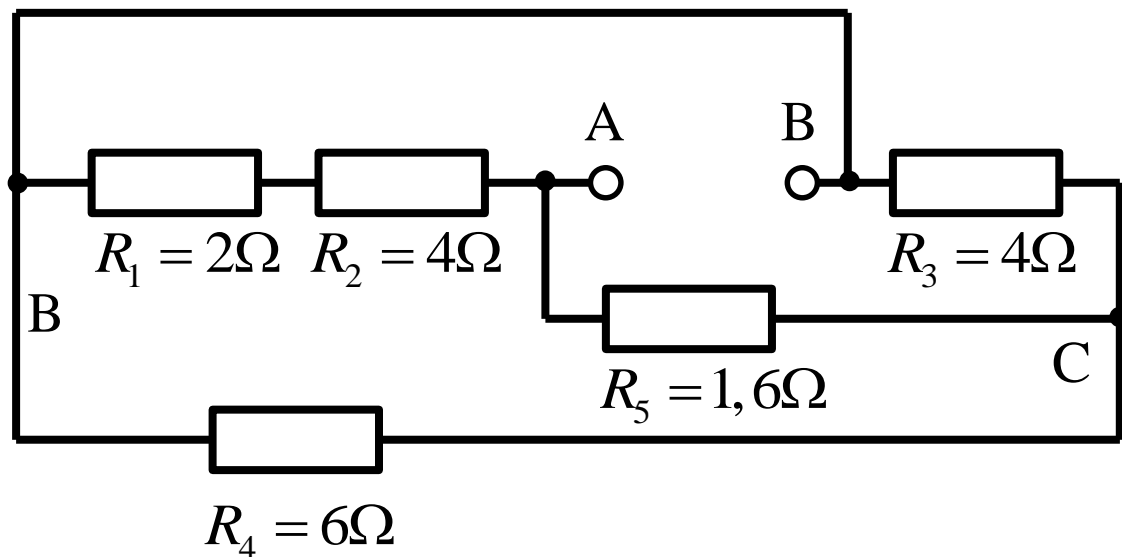 A B
R₁ = 2Ω R₂ = 4Ω R₃ = 4Ω
B
C
R₅ = 1,6Ω
R₄ = 6Ω